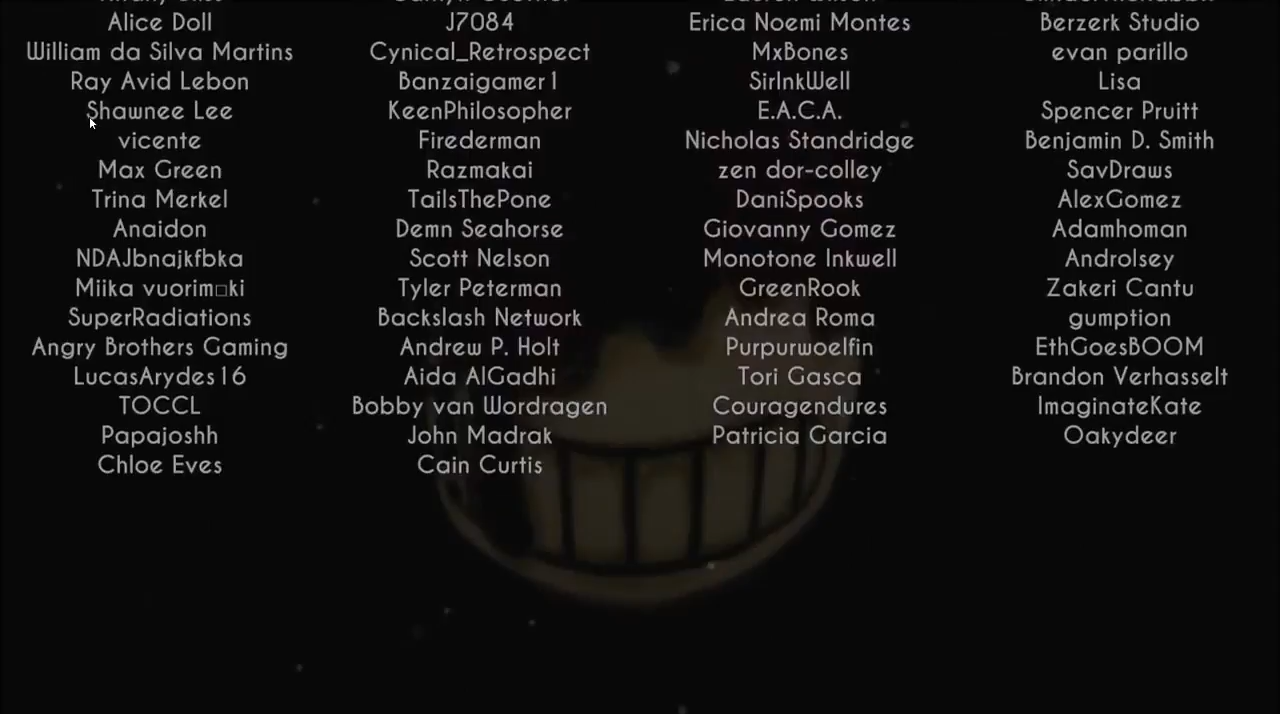 Alice Doll J7084 Erica Noemi Montes Berzerk Studio
William da Silva Martins Cynical_Retrospect MxBones evan parillo
Ray Avid Lebon Banzaigamer1 SirInkWell Lisa
Shawnee Lee KeenPhilosopher E.A.C.A. Spencer Pruitt
vicente Firederman Nicholas Standridge Benjamin D. Smith
Max Green Razmakai zen dor-colley SavDraws
Trina Merkel TailsThePone DaniSpooks AlexGomez
Anaidon Demn Seahorse Giovanny Gomez Adamhoman
NDAJbnajkfbka Scott Nelson Monotone Inkwell Androlsey
Miika vuorim□ki Tyler Peterman GreenRook Zakeri Cantu
SuperRadiations Backslash Network Andrea Roma gumption
Angry Brothers Gaming Andrew P. Holt Purpurwoelfin EthGoesBOOM
LucasArydes16 Aida AlGadhi Tori Gasca Brandon Verhasselt
TOCCL Bobby van Wordragen Couragendures ImaginateKate
Papajoshh John Madrak Patricia Garcia Oakydeer
Chloe Eves Cain Curtis